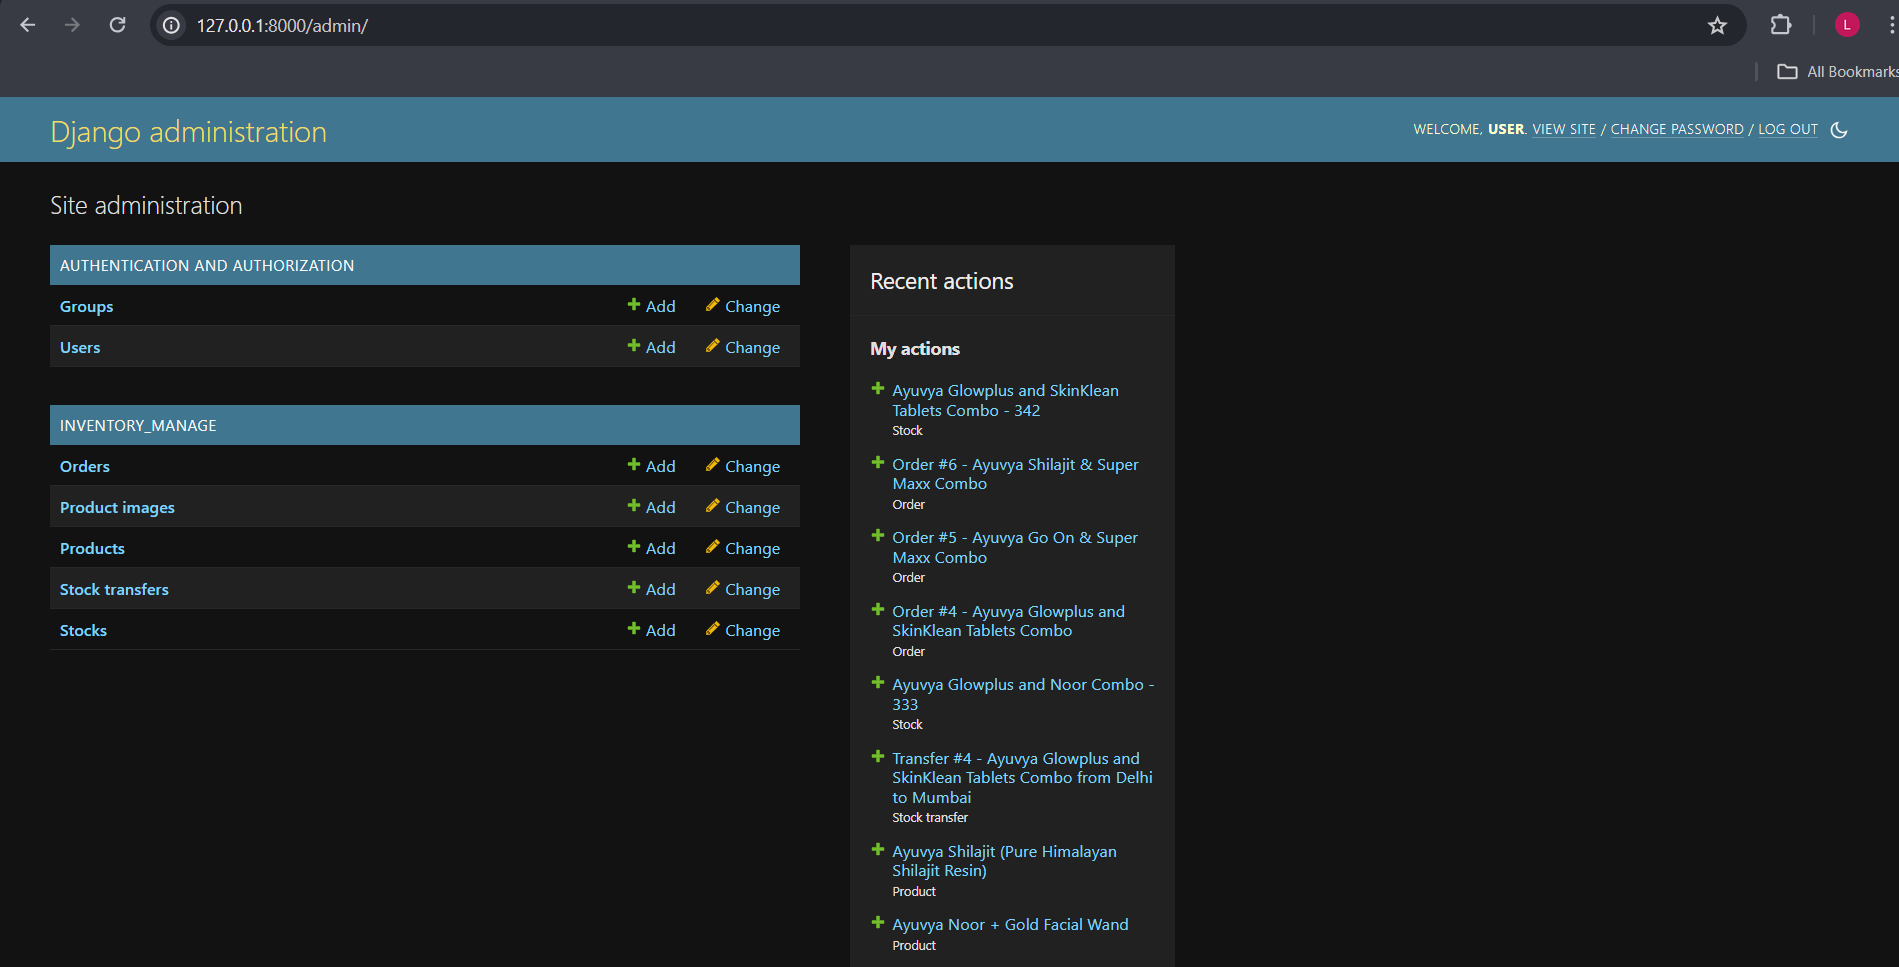 127.0.0.1:8000/admin/
L
All Bookmarks
Django administration
WELCOME, USER. VIEW SITE / CHANGE PASSWORD / LOG OUT
Site administration
AUTHENTICATION AND AUTHORIZATION
Groups Add Change
Users Add Change
INVENTORY_MANAGE
Orders Add Change
Product images Add Change
Products Add Change
Stock transfers Add Change
Stocks Add Change
Recent actions
My actions
Ayuvya Glowplus and SkinKlean
Tablets Combo - 342
Stock
Order #6 - Ayuvya Shilajit & Super
Maxx Combo
Order
Order #5 - Ayuvya Go On & Super
Maxx Combo
Order
Order #4 - Ayuvya Glowplus and
SkinKlean Tablets Combo
Order
Ayuvya Glowplus and Noor Combo -
333
Stock
Transfer #4 - Ayuvya Glowplus and
SkinKlean Tablets Combo from Delhi
to Mumbai
Stock transfer
Ayuvya Shilajit (Pure Himalayan
Shilajit Resin)
Product
Ayuvya Noor + Gold Facial Wand
Product